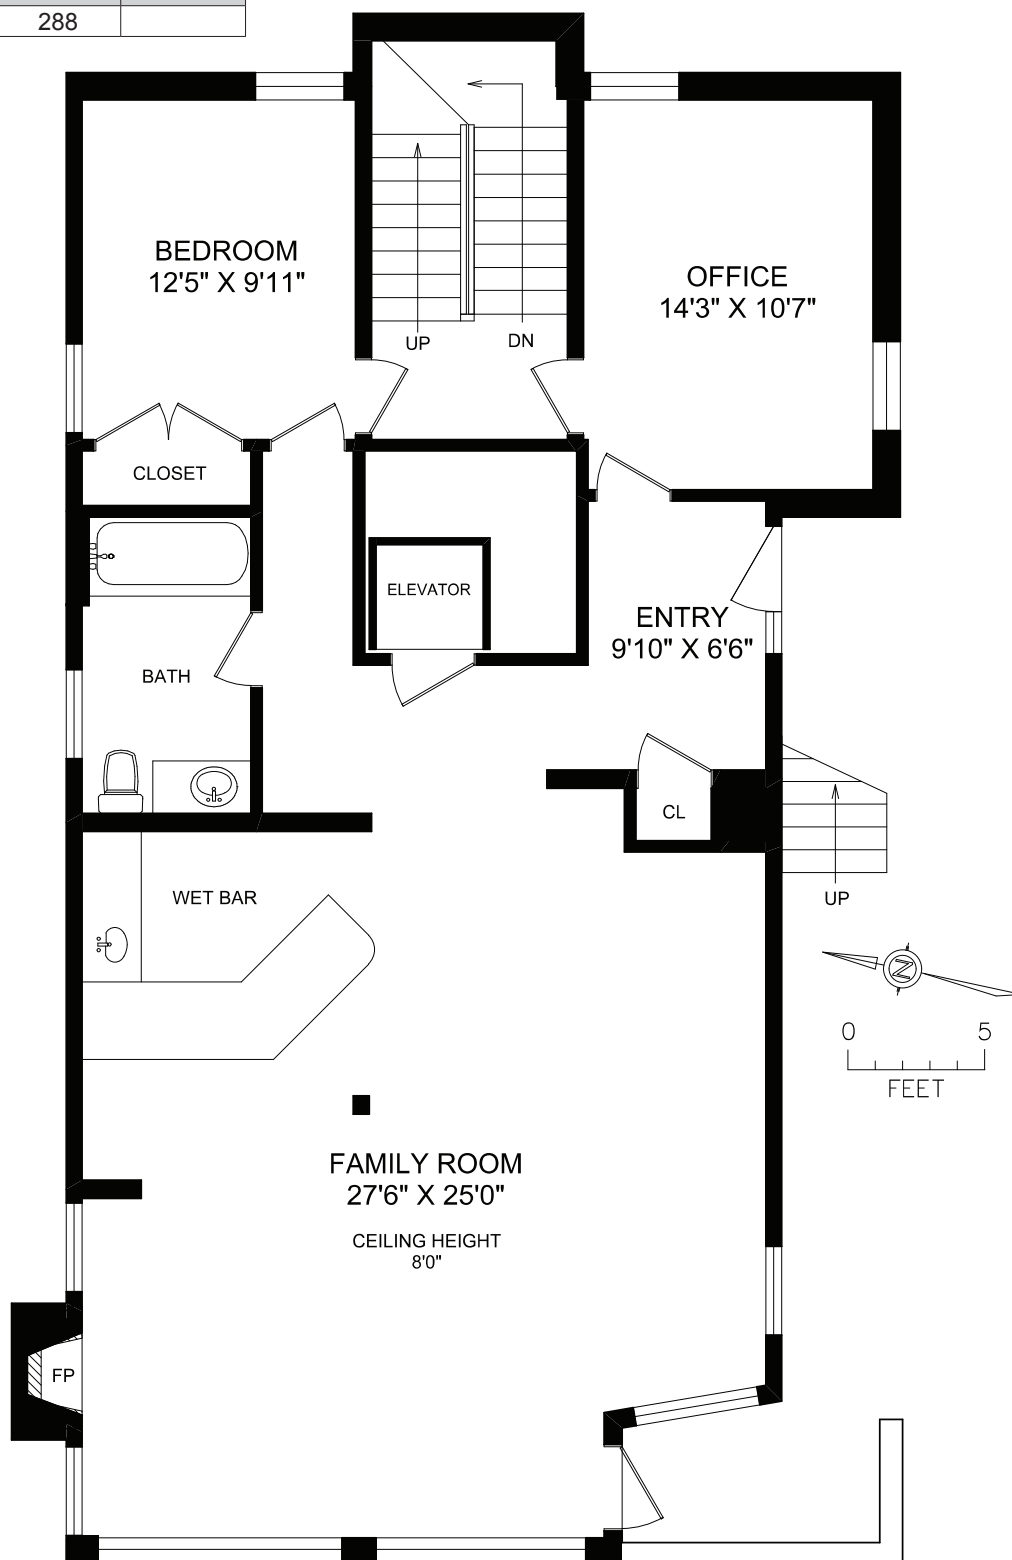 288
BEDROOM
12'5" X 9'11"
OFFICE
14'3" X 10'7"
UP
DN
CLOSET
ELEVATOR
ENTRY
9'10" X 6'6"
BATH
CL
WET BAR
UP
N
0 5
FEET
FAMILY ROOM
27'6" X 25'0"
CEILING HEIGHT
8'0"
FP